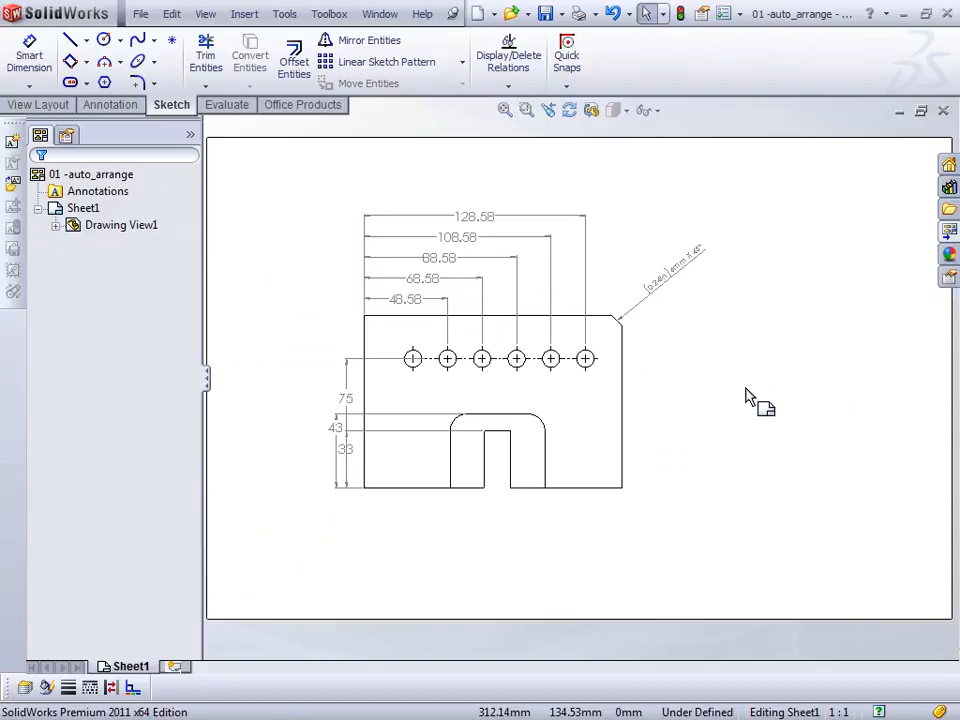 SolidWorks
File
Edit
View
Insert
Tools
Toolbox
Window
Help
01 -auto_arrange - ...
Smart Dimension
Trim Entities
Convert Entities
Offset Entities
Mirror Entities
Linear Sketch Pattern
Move Entities
Display/Delete Relations
Quick Snaps
View Layout
Annotation
Sketch
Evaluate
Office Products
01 -auto_arrange
Annotations
Sheet1
Drawing View1
128.58
108.58
88.58
68.58
48.58
75
43
33
Sheet1
SolidWorks Premium 2011 x64 Edition
312.14mm
134.53mm
0mm
Under Defined
Editing Sheet1
1 : 1